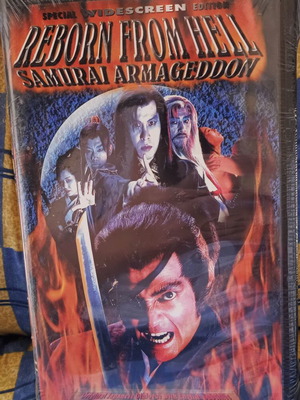 SPECIAL WIDESCREEN EDITION
REBORN FROM HELL
SAMURAI ARMAGEDDON